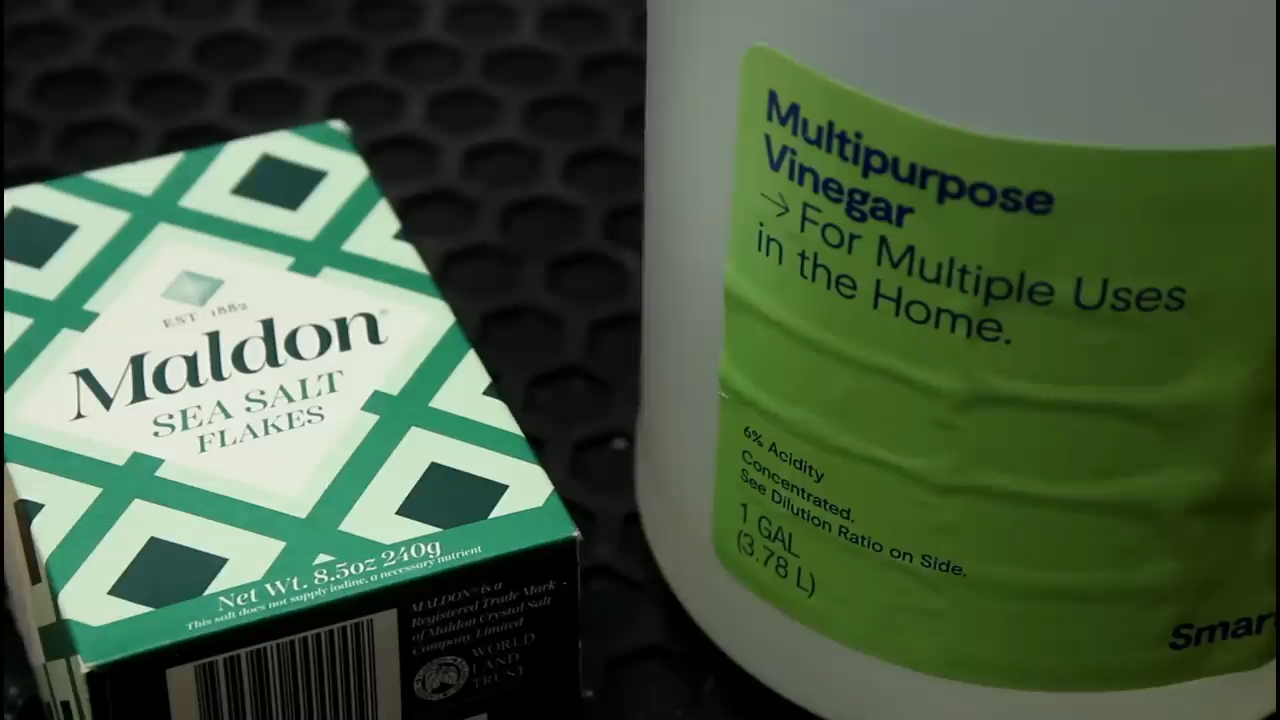 EST. 1882
Maldon®
SEA SALT
FLAKES
Net Wt. 8.5oz 240g
This salt does not supply iodine, a necessary nutrient
MALDON® is a
Registered Trade Mark
of Maldon Crystal Salt
Company Limited
WORLD
LAND
TRUST
Multipurpose
Vinegar
→ For Multiple Uses
in the Home.
6% Acidity
Concentrated.
See Dilution Ratio on Side.
1 GAL
(3.78 L)
Smar